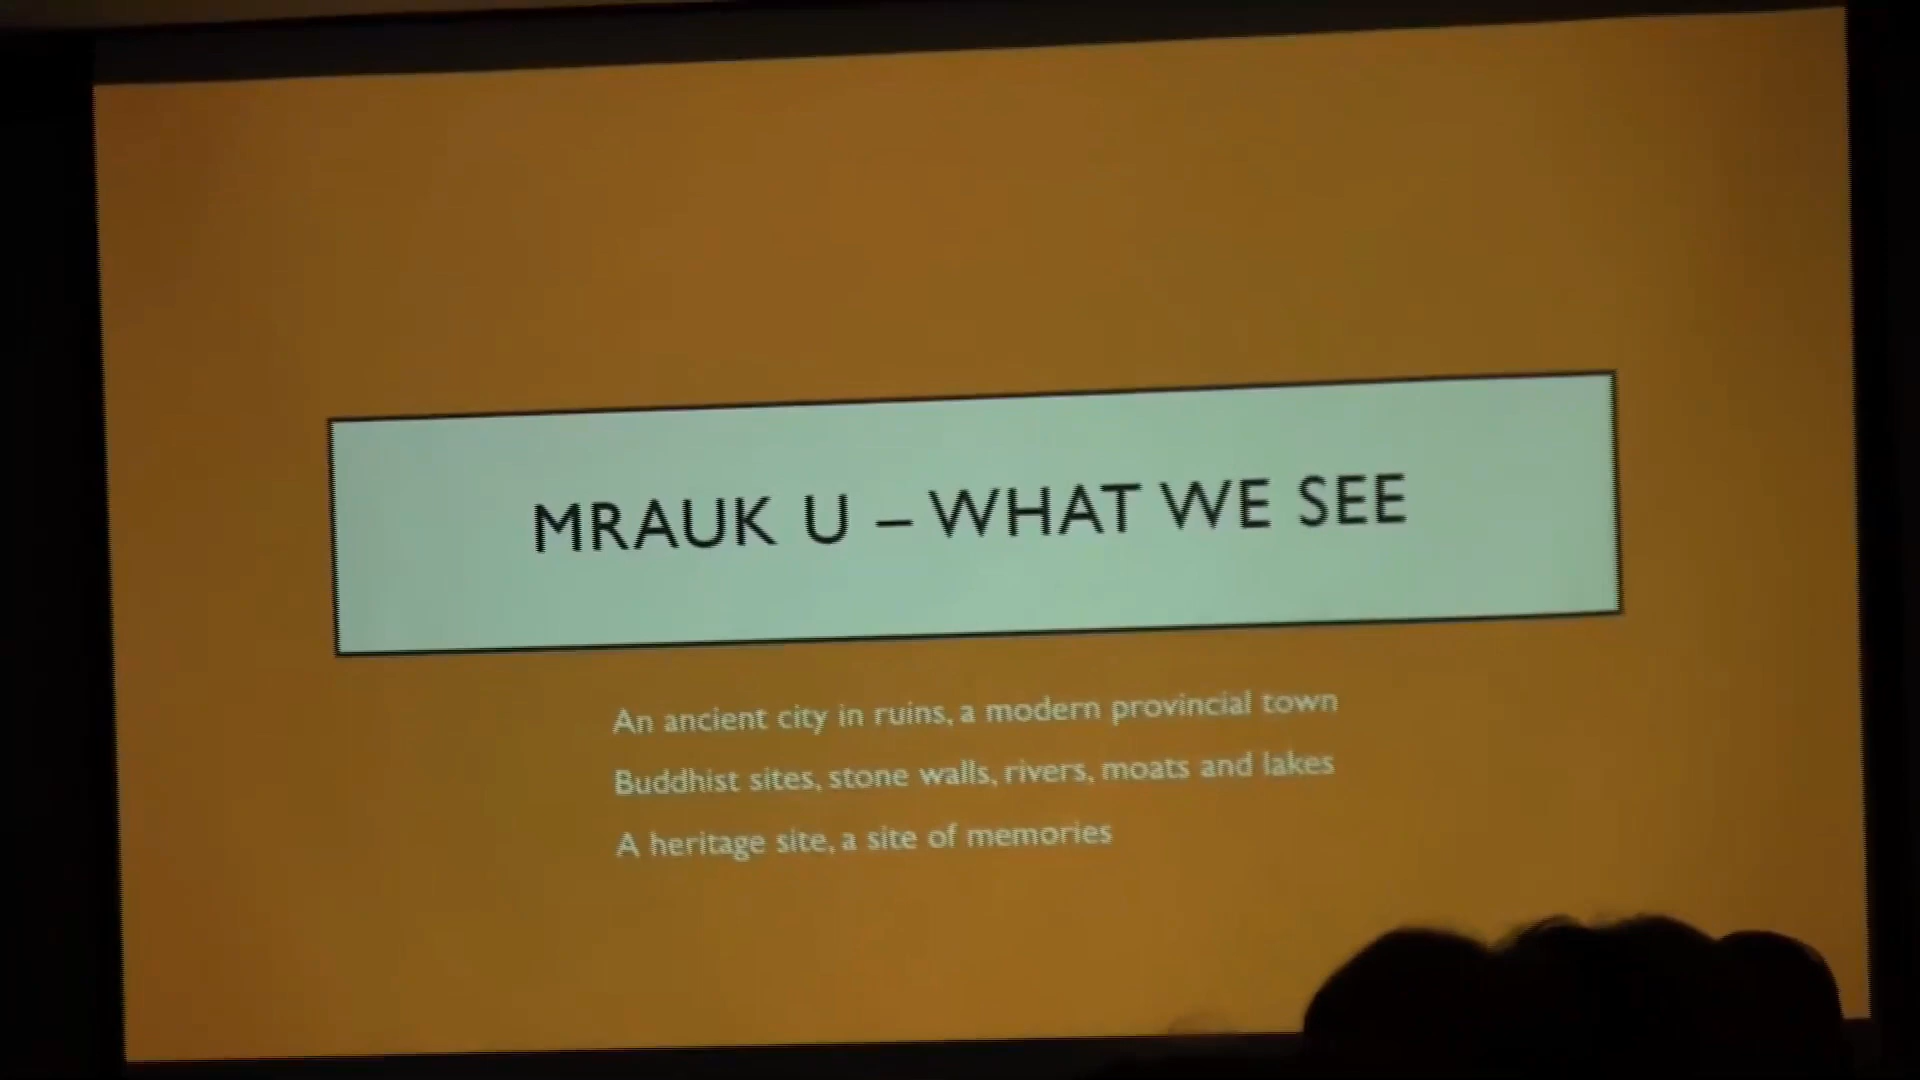 MRAUK U – WHAT WE SEE
An ancient city in ruins, a modern provincial town
Buddhist sites, stone walls, rivers, moats and lakes
A heritage site, a site of memories